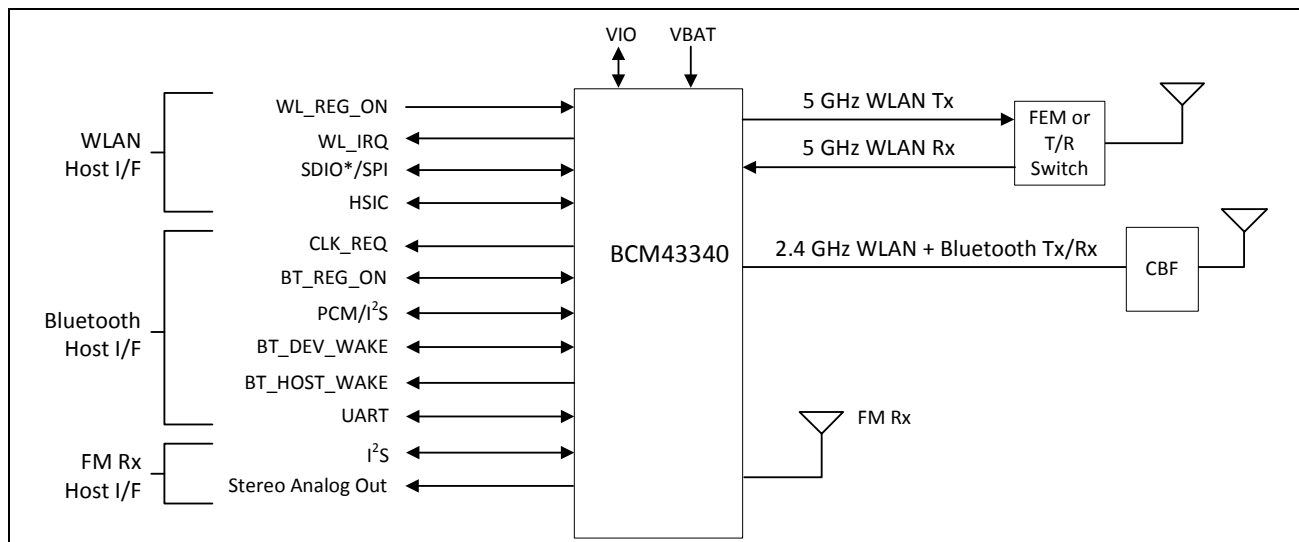 VIO
VBAT
WLAN
Host I/F
WL_REG_ON
WL_IRQ
SDIO*/SPI
HSIC
Bluetooth
Host I/F
CLK_REQ
BT_REG_ON
PCM/I²S
BT_DEV_WAKE
BT_HOST_WAKE
UART
FM Rx
Host I/F
I²S
Stereo Analog Out
BCM43340
5 GHz WLAN Tx
5 GHz WLAN Rx
FEM or
T/R
Switch
2.4 GHz WLAN + Bluetooth Tx/Rx
CBF
FM Rx